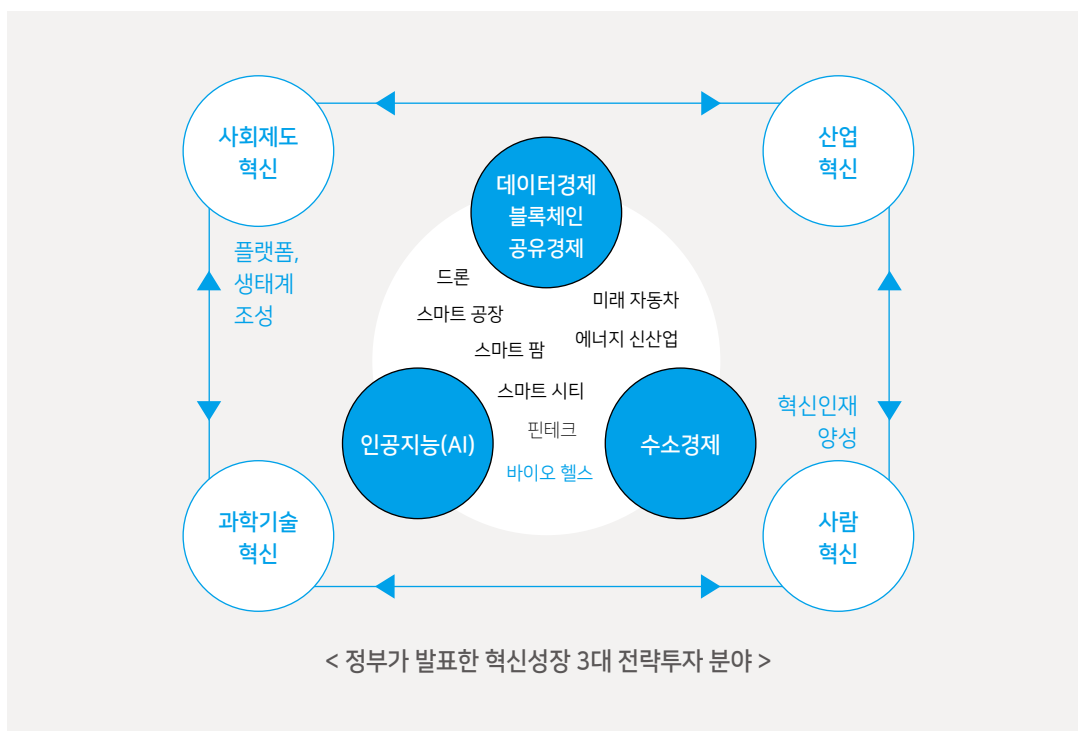 사회제도
혁신
산업
혁신
데이터경제
블록체인
공유경제
플랫폼,
생태계
조성
드론
미래 자동차
스마트 공장
에너지 신산업
스마트 팜
스마트 시티
핀테크
바이오 헬스
인공지능(AI)
수소경제
혁신인재
양성
과학기술
혁신
사람
혁신
< 정부가 발표한 혁신성장 3대 전략투자 분야 >